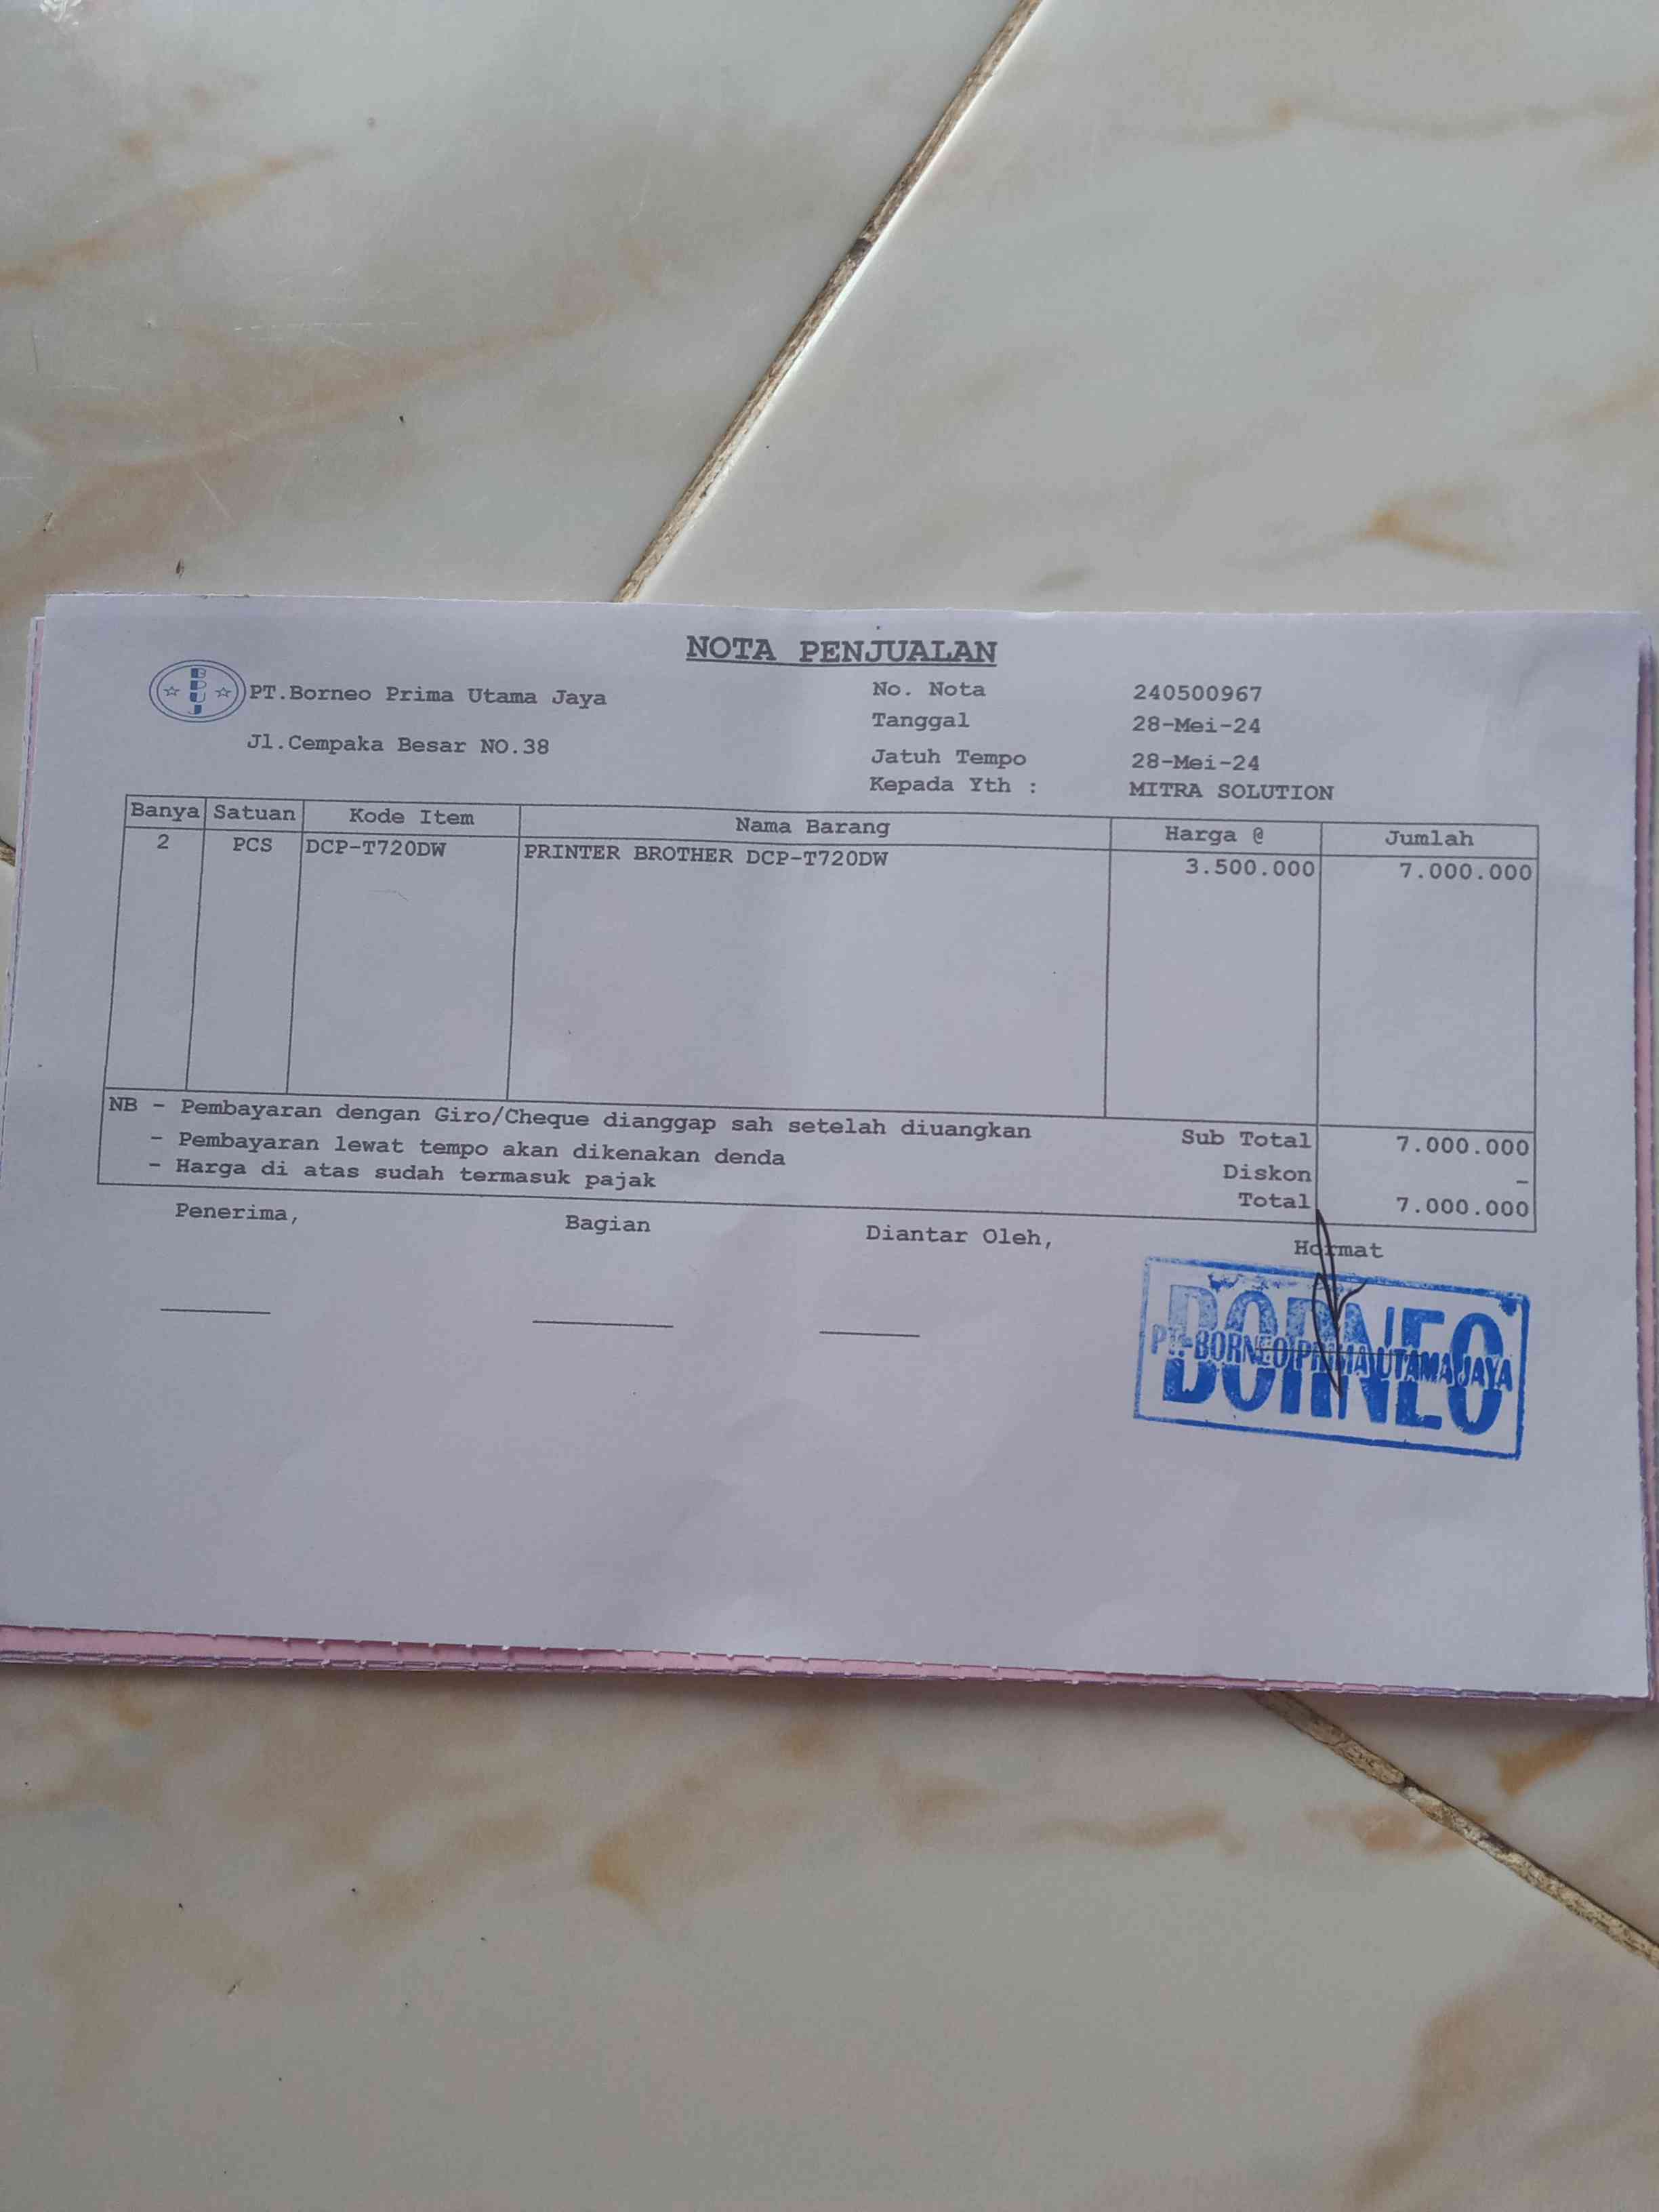 NOTA PENJUALAN
BPUJ
PT.Borneo Prima Utama Jaya
Jl.Cempaka Besar NO.38
No. Nota 240500967
Tanggal 28-Mei-24
Jatuh Tempo 28-Mei-24
Kepada Yth : MITRA SOLUTION
Banya Satuan Kode Item Nama Barang Harga @ Jumlah
2 PCS DCP-T720DW PRINTER BROTHER DCP-T720DW 3.500.000 7.000.000
NB - Pembayaran dengan Giro/Cheque dianggap sah setelah diuangkan
- Pembayaran lewat tempo akan dikenakan denda
- Harga di atas sudah termasuk pajak
Sub Total 7.000.000
Diskon -
Total 7.000.000
Penerima, Bagian Diantar Oleh, Hormat
BORNEO
PT. BORNEO PRIMA UTAMA JAYA